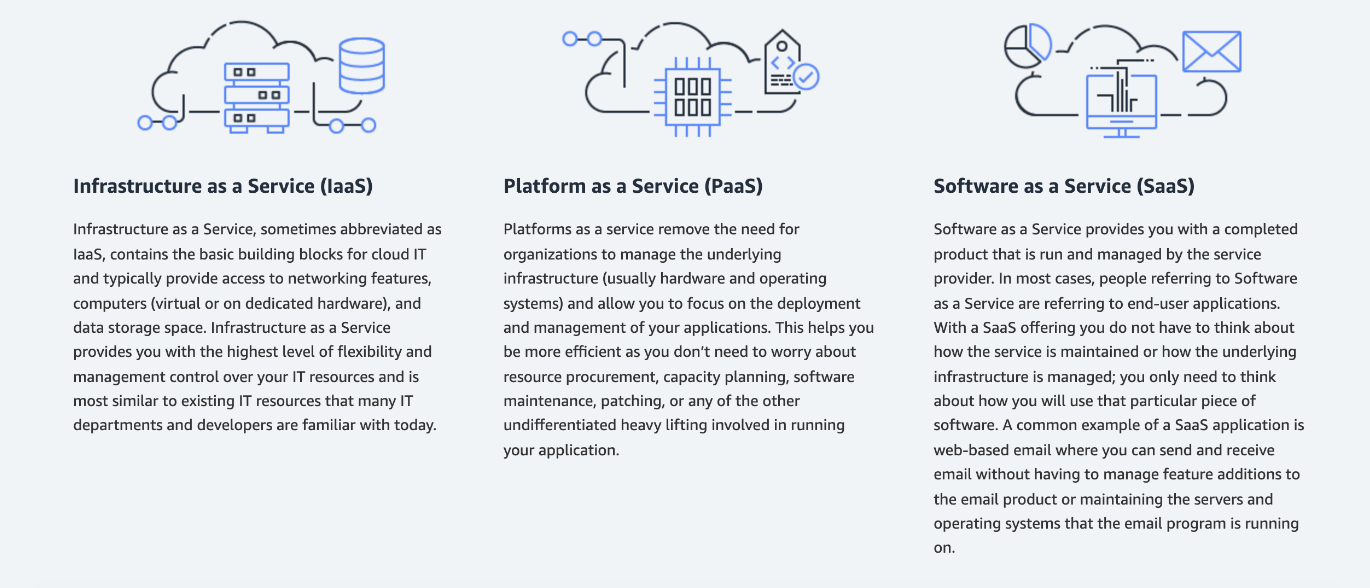 Infrastructure as a Service (IaaS)
Infrastructure as a Service, sometimes abbreviated as
IaaS, contains the basic building blocks for cloud IT
and typically provide access to networking features,
computers (virtual or on dedicated hardware), and
data storage space. Infrastructure as a Service
provides you with the highest level of flexibility and
management control over your IT resources and is
most similar to existing IT resources that many IT
departments and developers are familiar with today.
Platform as a Service (PaaS)
Platforms as a service remove the need for
organizations to manage the underlying
infrastructure (usually hardware and operating
systems) and allow you to focus on the deployment
and management of your applications. This helps you
be more efficient as you don’t need to worry about
resource procurement, capacity planning, software
maintenance, patching, or any of the other
undifferentiated heavy lifting involved in running
your application.
Software as a Service (SaaS)
Software as a Service provides you with a completed
product that is run and managed by the service
provider. In most cases, people referring to Software
as a Service are referring to end-user applications.
With a SaaS offering you do not have to think about
how the service is maintained or how the underlying
infrastructure is managed; you only need to think
about how you will use that particular piece of
software. A common example of a SaaS application is
web-based email where you can send and receive
email without having to manage feature additions to
the email product or maintaining the servers and
operating systems that the email program is running
on.